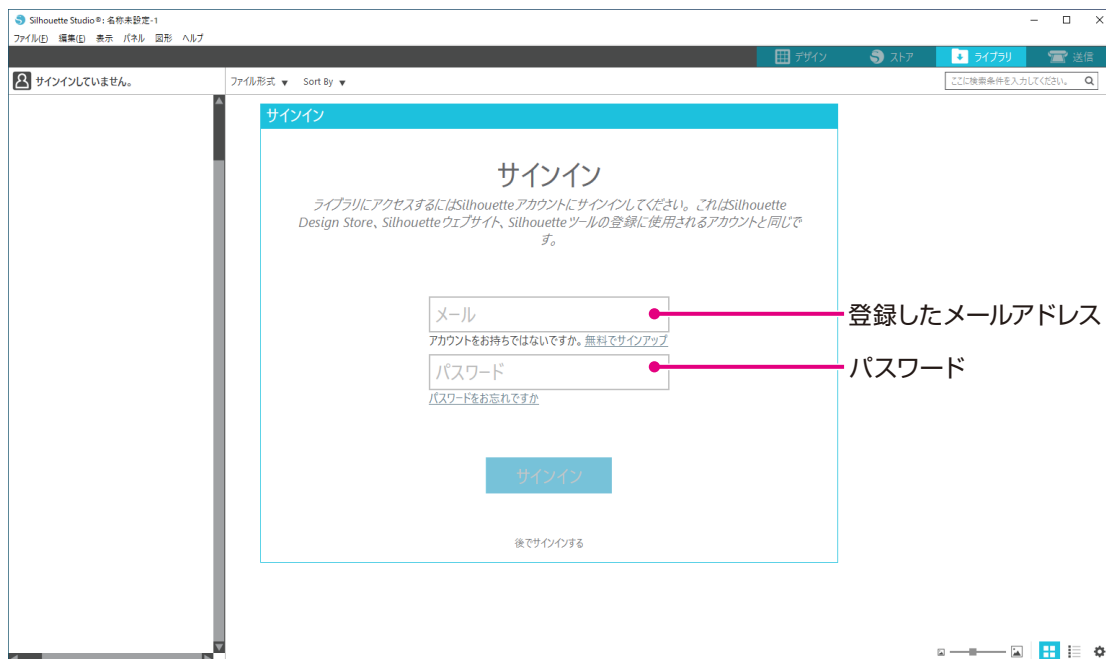 Silhouette Studio®: 名称未設定-1
ファイル(F) 編集(E) 表示 パネル 図形 ヘルプ
デザイン ストア ライブラリ 送信
サインインしていません。
ファイル形式 ▼ Sort By ▼
ここに検索条件を入力してください。
サインイン
サインイン
ライブラリにアクセスするにはSilhouetteアカウントにサインインしてください。これはSilhouette
Design Store、Silhouetteウェブサイト、Silhouetteツールの登録に使用されるアカウントと同じで
す。
メール
登録したメールアドレス
アカウントをお持ちではないですか。無料でサインアップ
パスワード
パスワード
パスワードをお忘れですか
サインイン
後でサインインする